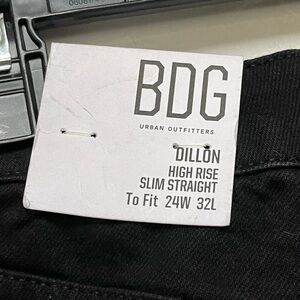 BDG
URBAN OUTFITTERS
DILLON
HIGH RISE
SLIM STRAIGHT
To Fit 24W 32L